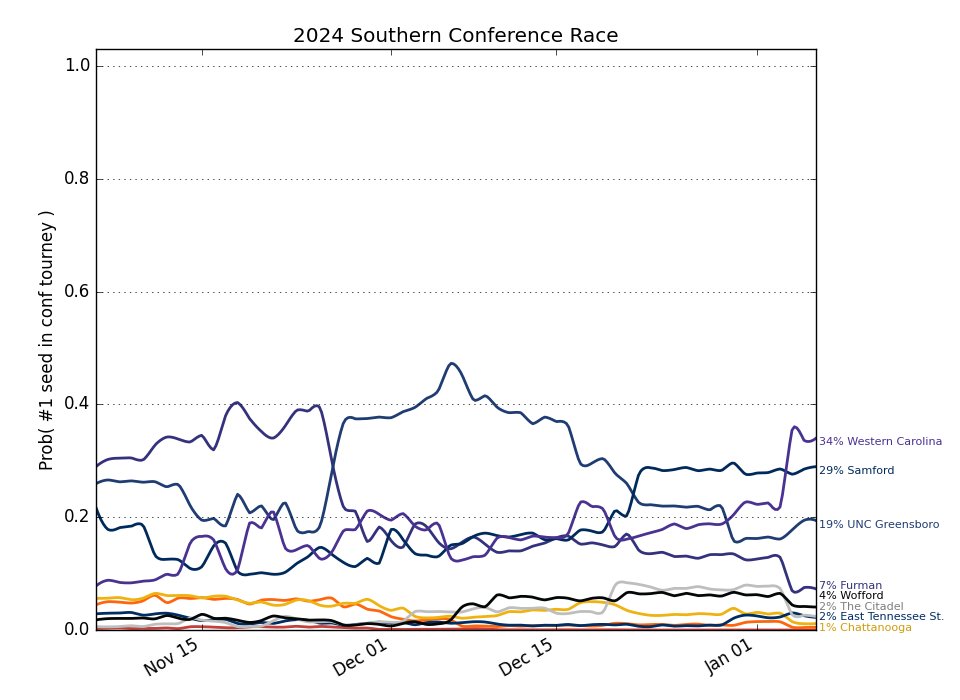 2024 Southern Conference Race
Prob( #1 seed in conf tourney )
1.0
0.8
0.6
0.4
0.2
0.0
Nov 15
Dec 01
Dec 15
Jan 01
34% Western Carolina
29% Samford
19% UNC Greensboro
7% Furman
4% Wofford
2% The Citadel
2% East Tennessee St.
1% Chattanooga